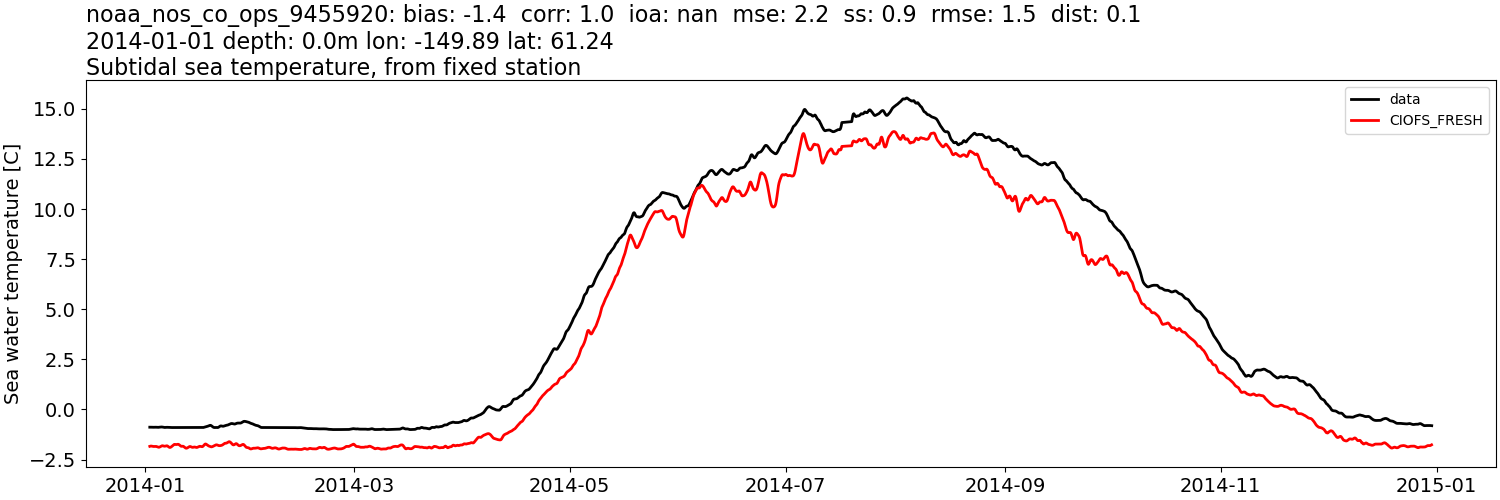 noaa_nos_co_ops_9455920: bias: -1.4 corr: 1.0 ioa: nan mse: 2.2 ss: 0.9 rmse: 1.5 dist: 0.1
2014-01-01 depth: 0.0m lon: -149.89 lat: 61.24
Subtidal sea temperature, from fixed station
data
CIOFS_FRESH
Sea water temperature [C]
15.0
12.5
10.0
7.5
5.0
2.5
0.0
−2.5
2014-01
2014-03
2014-05
2014-07
2014-09
2014-11
2015-01